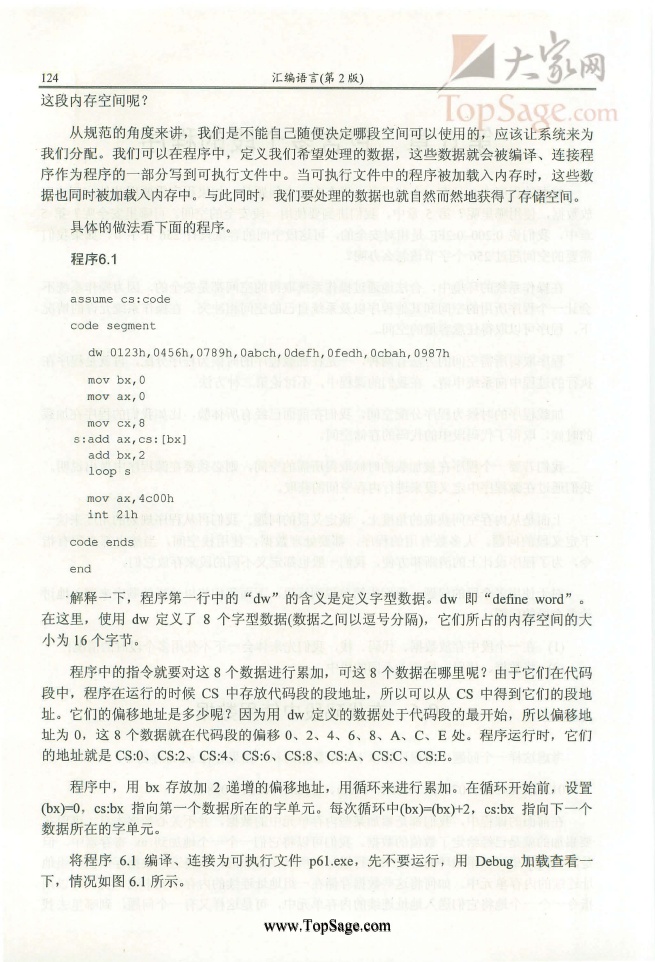 大家网
TopSage.com
124
汇编语言(第 2 版)
这段内存空间呢？
从规范的角度来讲，我们是不能自己随便决定哪段空间可以使用的，应该让系统来为
我们分配。我们可以在程序中，定义我们希望处理的数据，这些数据就会被编译、连接程
序作为程序的一部分写到可执行文件中。当可执行文件中的程序被加载入内存时，这些数
据也同时被加载入内存中。与此同时，我们要处理的数据也就自然而然地获得了存储空间。
具体的做法看下面的程序。
程序6.1
assume cs:code
code segment
dw 0123h,0456h,0789h,0abch,0defh,0fedh,0cbah,0987h
mov bx,0
mov ax,0
mov cx,8
s:add ax,cs:[bx]
add bx,2
loop s
mov ax,4c00h
int 21h
code ends
end
解释一下，程序第一行中的“dw”的含义是定义字型数据。dw 即“define word”。
在这里，使用 dw 定义了 8 个字型数据(数据之间以逗号分隔)，它们所占的内存空间的大
小为 16 个字节。
程序中的指令就要对这 8 个数据进行累加，可这 8 个数据在哪里呢？由于它们在代码
段中，程序在运行的时候 CS 中存放代码段的段地址，所以可以从 CS 中得到它们的段地
址。它们的偏移地址是多少呢？因为用 dw 定义的数据处于代码段的最开始，所以偏移地
址为 0，这 8 个数据就在代码段的偏移 0、2、4、6、8、A、C、E 处。程序运行时，它们
的地址就是 CS:0、CS:2、CS:4、CS:6、CS:8、CS:A、CS:C、CS:E。
程序中，用 bx 存放加 2 递增的偏移地址，用循环来进行累加。在循环开始前，设置
(bx)=0，cs:bx 指向第一个数据所在的字单元。每次循环中(bx)=(bx)+2，cs:bx 指向下一个
数据所在的字单元。
将程序 6.1 编译、连接为可执行文件 p61.exe，先不要运行，用 Debug 加载查看一
下，情况如图 6.1 所示。
www.TopSage.com